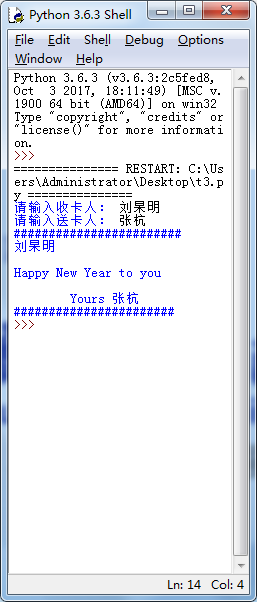 Python 3.6.3 Shell
File Edit Shell Debug Options
Window Help
Python 3.6.3 (v3.6.3:2c5fed8,
Oct  3 2017, 18:11:49) [MSC v.
1900 64 bit (AMD64)] on win32
Type "copyright", "credits" or
"license()" for more informati
on.
>>>
=============== RESTART: C:\Us
ers\Administrator\Desktop\t3.p
y ===============
请输入收卡人: 刘杲明
请输入送卡人: 张杭
########################
刘杲明
Happy New Year to you
Yours 张杭
#######################
>>>
Ln: 14 Col: 4